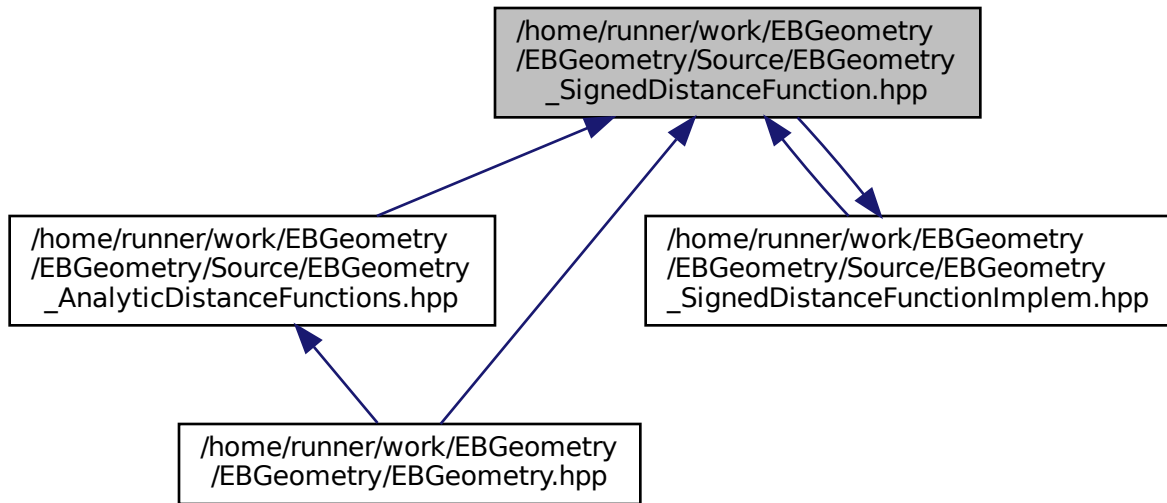 /home/runner/work/EBGeometry
/EBGeometry/Source/EBGeometry
_SignedDistanceFunction.hpp
/home/runner/work/EBGeometry
/EBGeometry/Source/EBGeometry
_AnalyticDistanceFunctions.hpp
/home/runner/work/EBGeometry
/EBGeometry/Source/EBGeometry
_SignedDistanceFunctionImplem.hpp
/home/runner/work/EBGeometry
/EBGeometry/EBGeometry.hpp